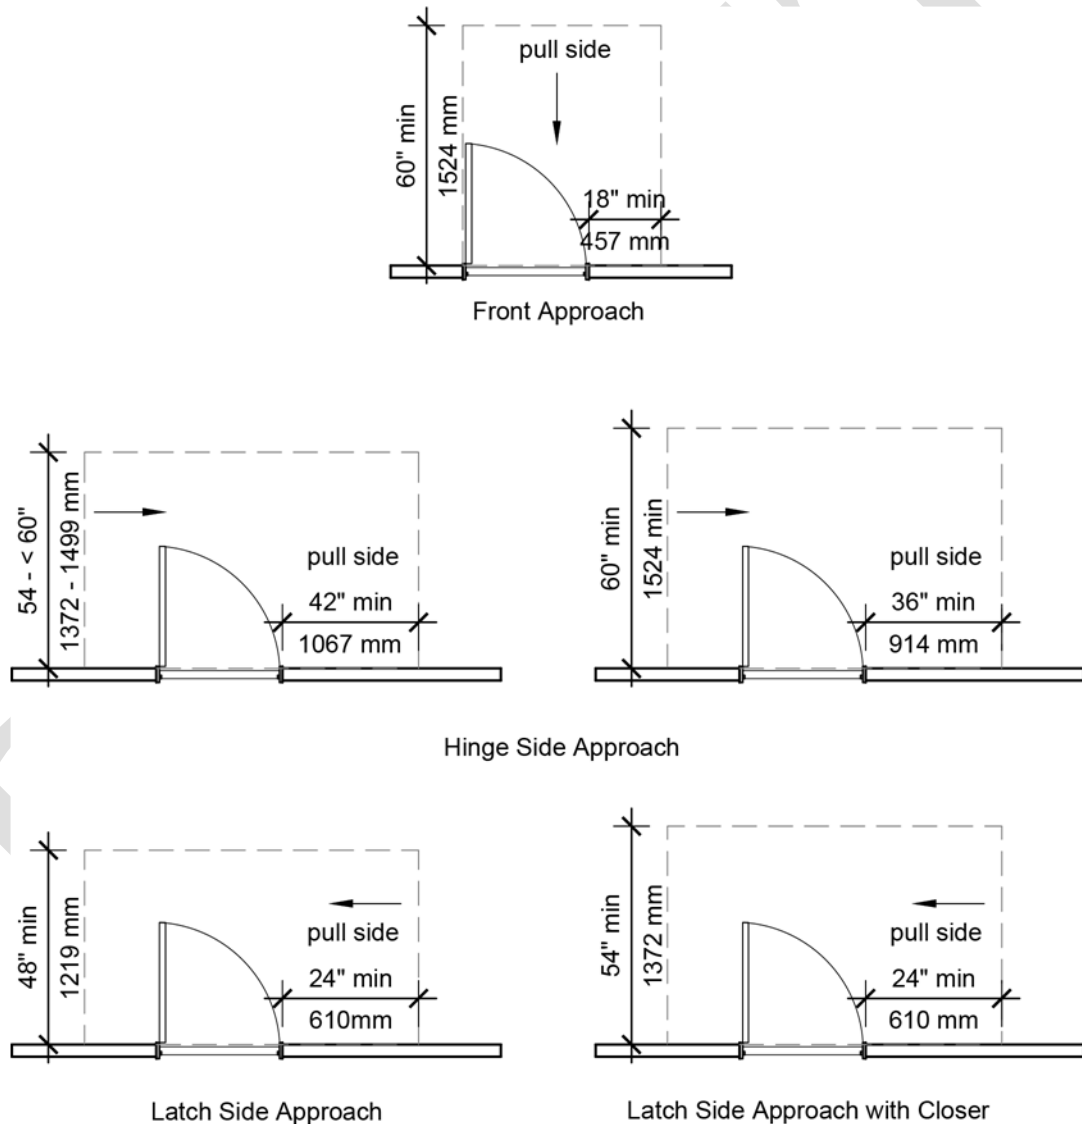 pull side
60" min
1524 mm
18" min
457 mm
Front Approach
54 - < 60"
1372 - 1499 mm
pull side
42" min
1067 mm
60" min
1524 min
pull side
36" min
914 mm
Hinge Side Approach
48" min
1219 mm
pull side
24" min
610mm
54" min
1372 mm
pull side
24" min
610 mm
Latch Side Approach
Latch Side Approach with Closer